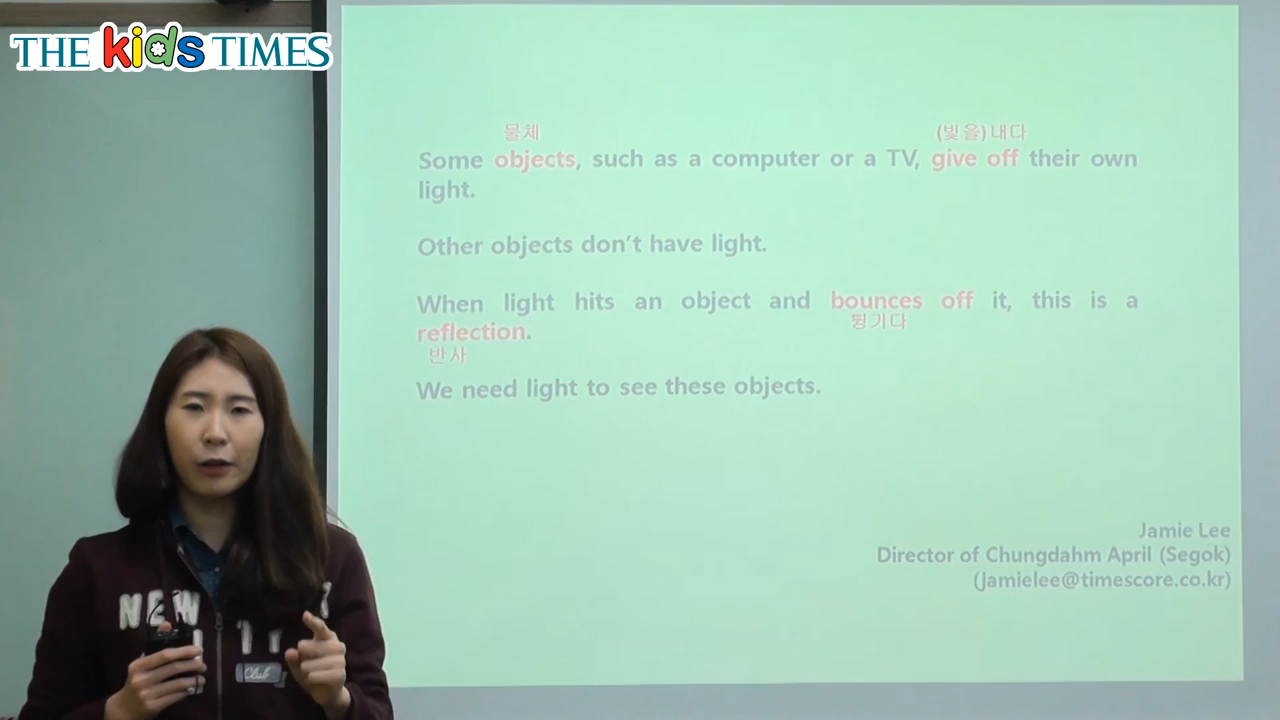 THE kids TIMES
물체 (빛을)내다
Some objects, such as a computer or a TV, give off their own
light.
Other objects don't have light.
When light hits an object and bounces off it, this is a
튕기다
reflection.
반사
We need light to see these objects.
Jamie Lee
Director of Chungdahm April (Segok)
(jamielee@timescore.co.kr)
NEW
Club